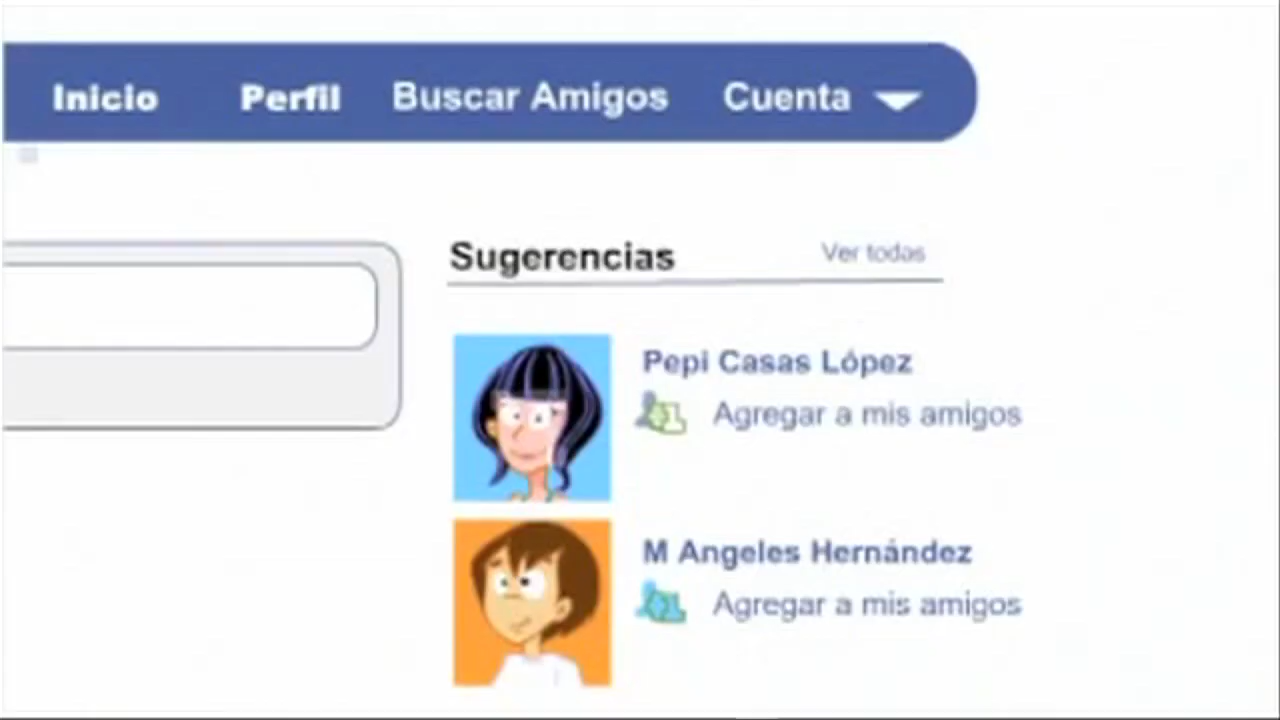 Inicio Perfil Buscar Amigos Cuenta
Sugerencias Ver todas
Pepi Casas López
Agregar a mis amigos
M Angeles Hernández
Agregar a mis amigos